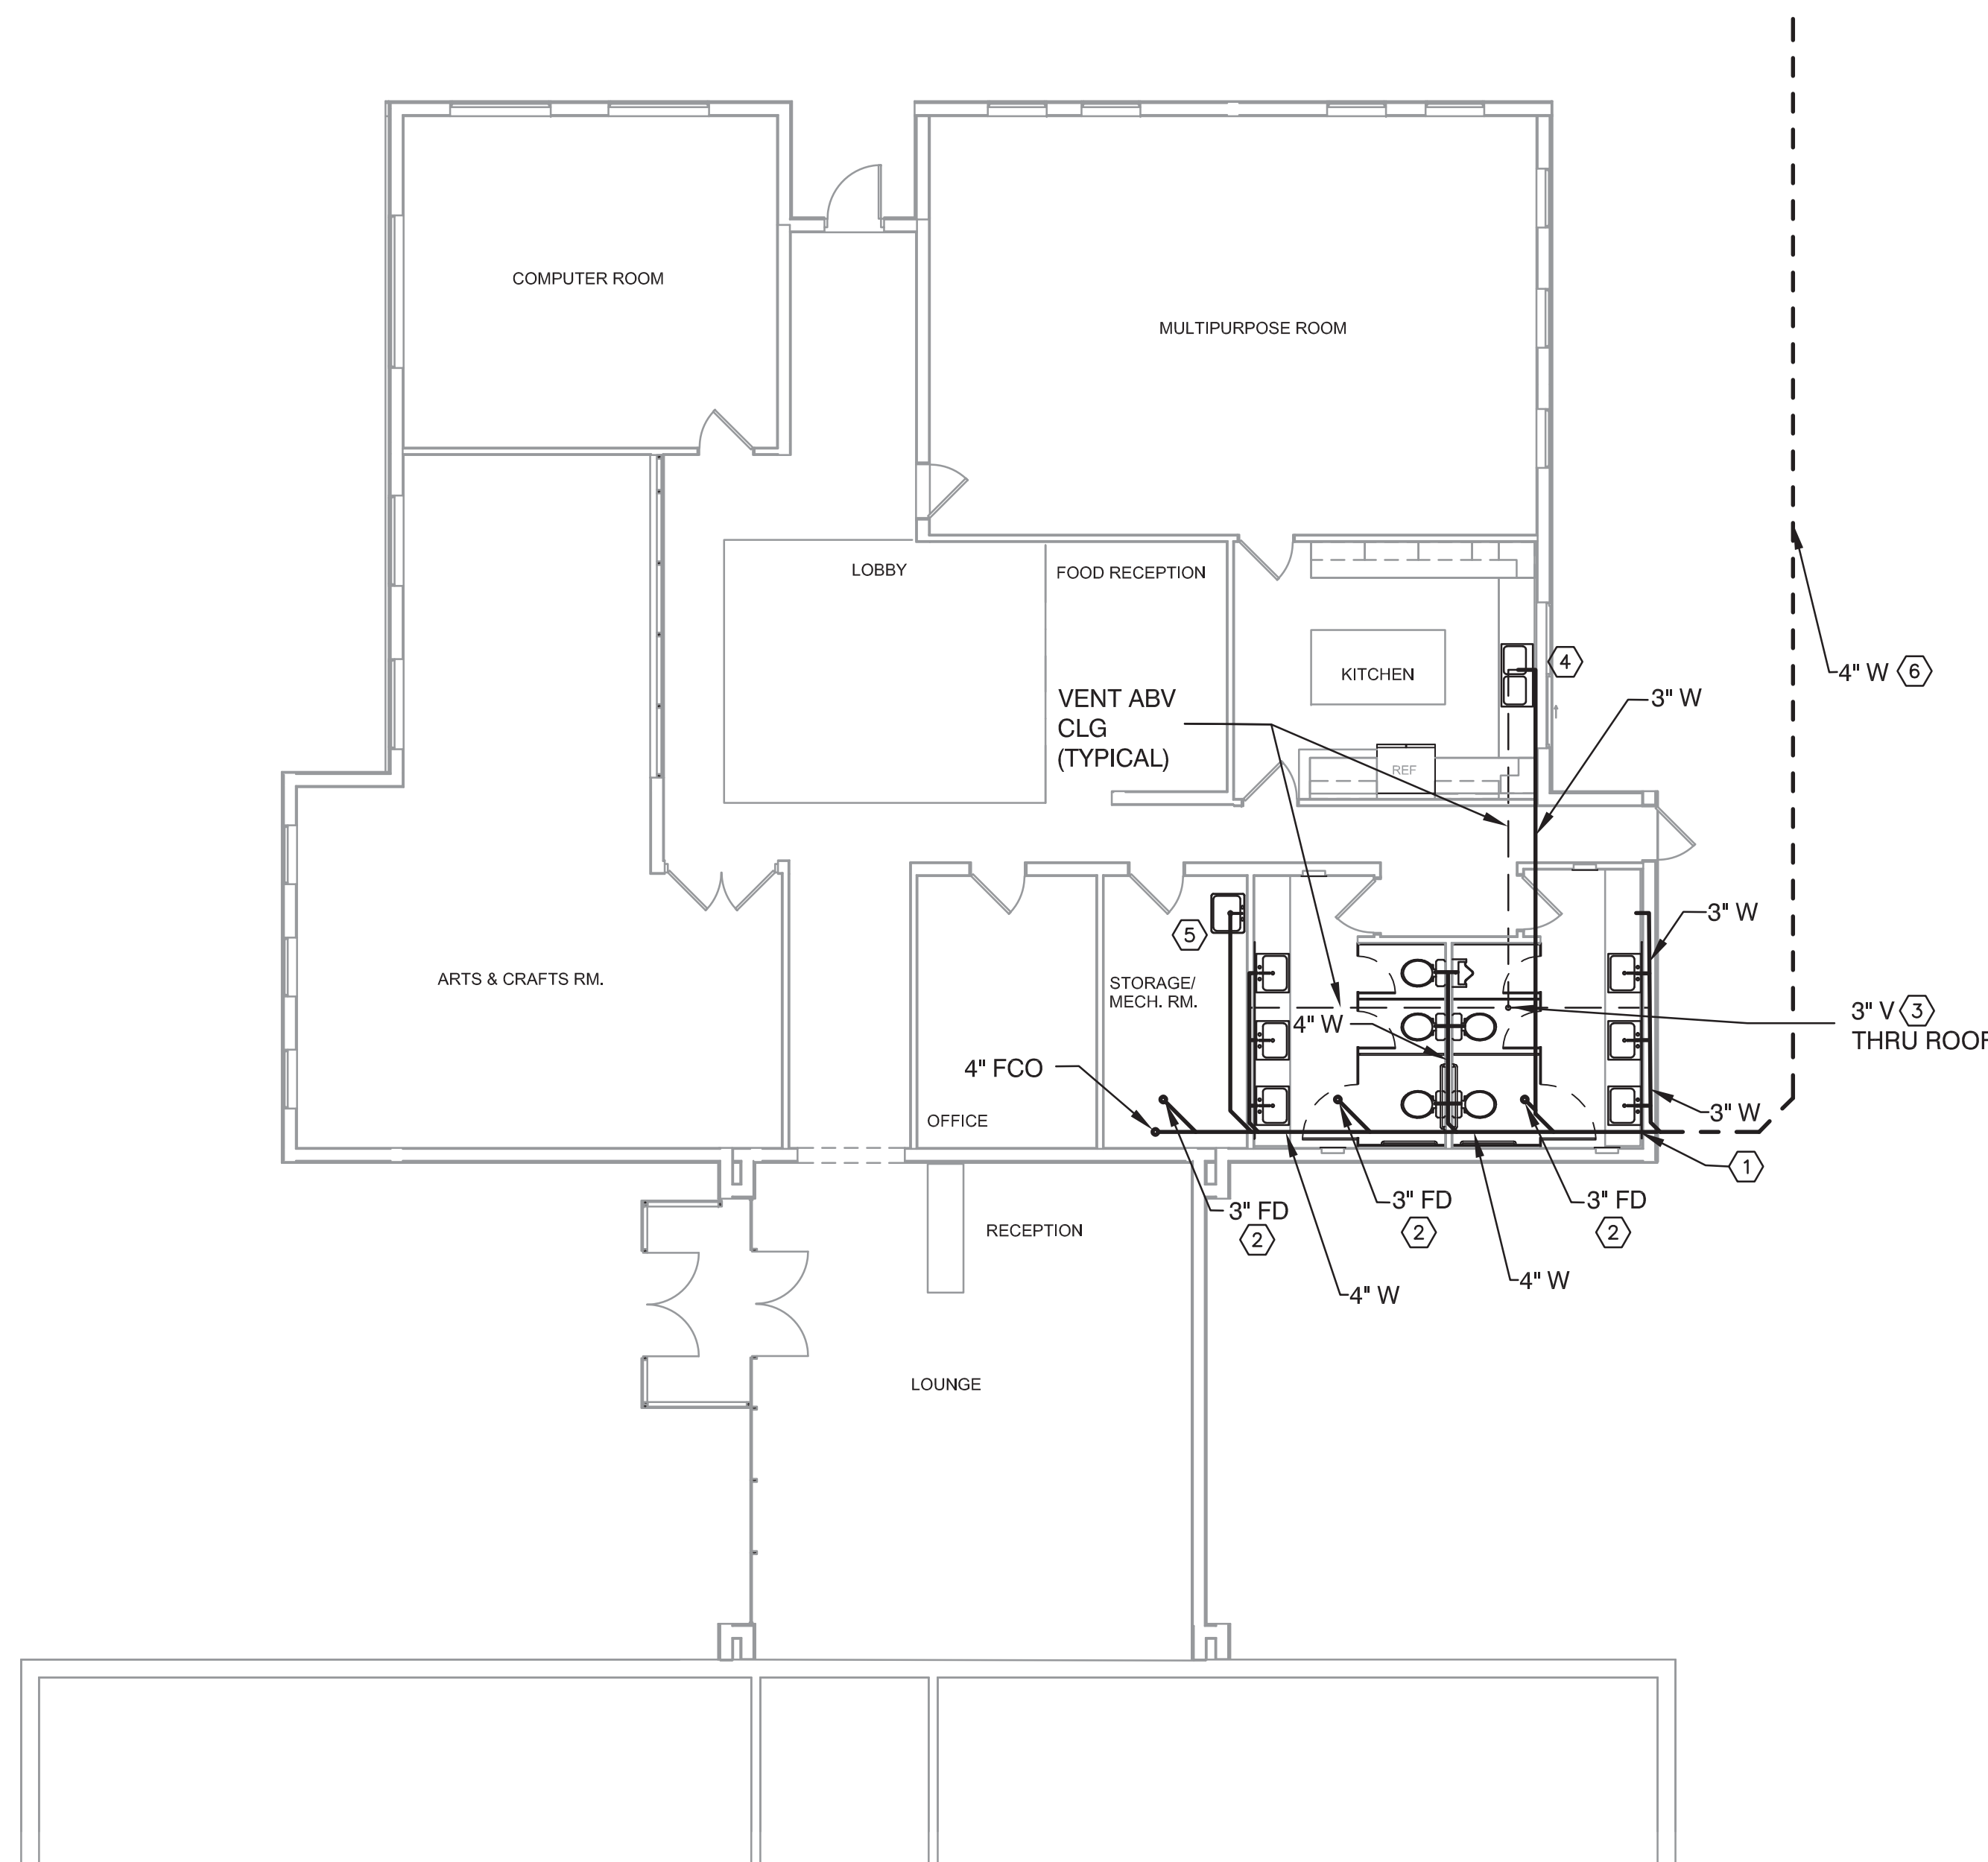 COMPUTER ROOM
MULTIPURPOSE ROOM
LOBBY
FOOD RECEPTION
KITCHEN
4
4" W 6
VENT ABV
CLG
(TYPICAL)
3" W
REF
3" W
5
ARTS & CRAFTS RM.
STORAGE/
MECH. RM.
4" W
3" V 3
THRU ROOF
4" FCO
OFFICE
3" W
1
3" FD
2
3" FD
2
3" FD
2
RECEPTION
4" W
4" W
LOUNGE